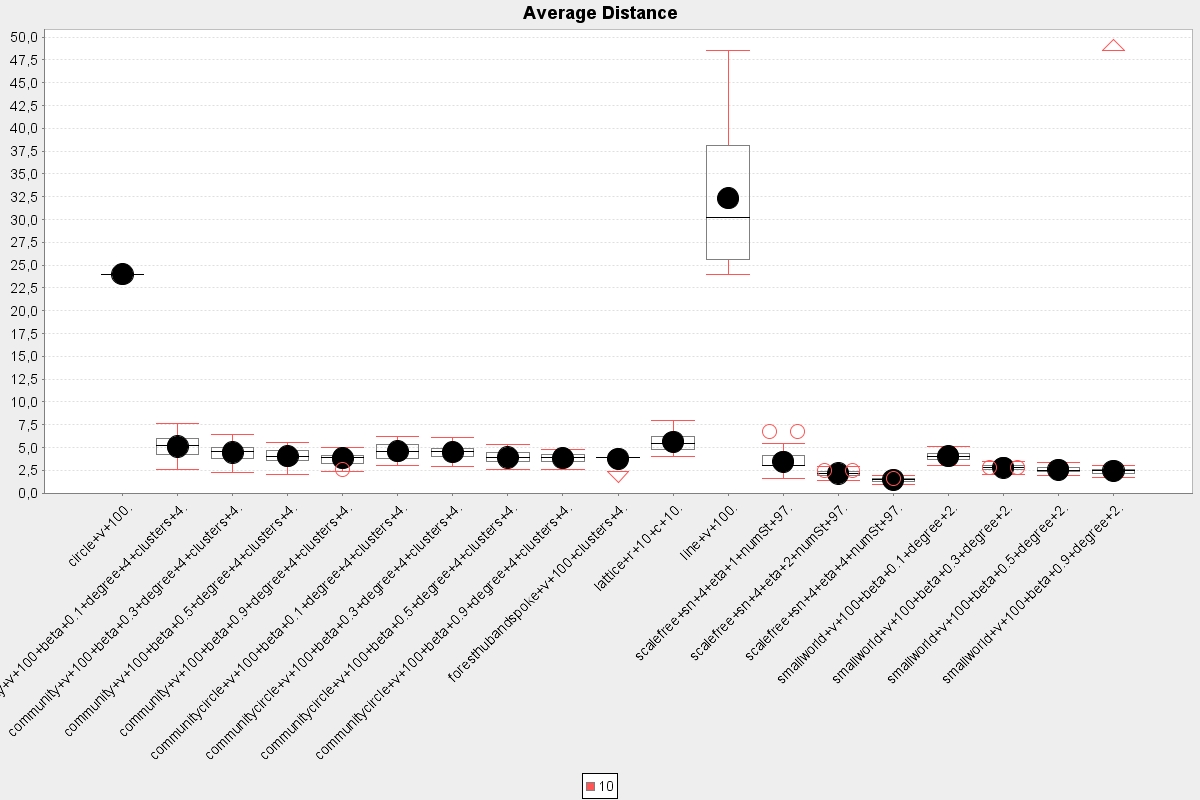 Average Distance
50,0
47,5
45,0
42,5
40,0
37,5
35,0
32,5
30,0
27,5
25,0
22,5
20,0
17,5
15,0
12,5
10,0
7,5
5,0
2,5
0,0
circle+v+100.
y+v+100+beta+0.1+degree+4+clusters+4.
community+v+100+beta+0.3+degree+4+clusters+4.
community+v+100+beta+0.5+degree+4+clusters+4.
community+v+100+beta+0.9+degree+4+clusters+4.
communitycircle+v+100+beta+0.1+degree+4+clusters+4.
communitycircle+v+100+beta+0.3+degree+4+clusters+4.
communitycircle+v+100+beta+0.5+degree+4+clusters+4.
communitycircle+v+100+beta+0.9+degree+4+clusters+4.
foresthubandspoke+v+100+clusters+4.
lattice+r+10+c+10.
line+v+100.
scalefree+sn+4+eta+1+numSt+97.
scalefree+sn+4+eta+2+numSt+97.
scalefree+sn+4+eta+4+numSt+97.
smallworld+v+100+beta+0.1+degree+2.
smallworld+v+100+beta+0.3+degree+2.
smallworld+v+100+beta+0.5+degree+2.
smallworld+v+100+beta+0.9+degree+2.
10